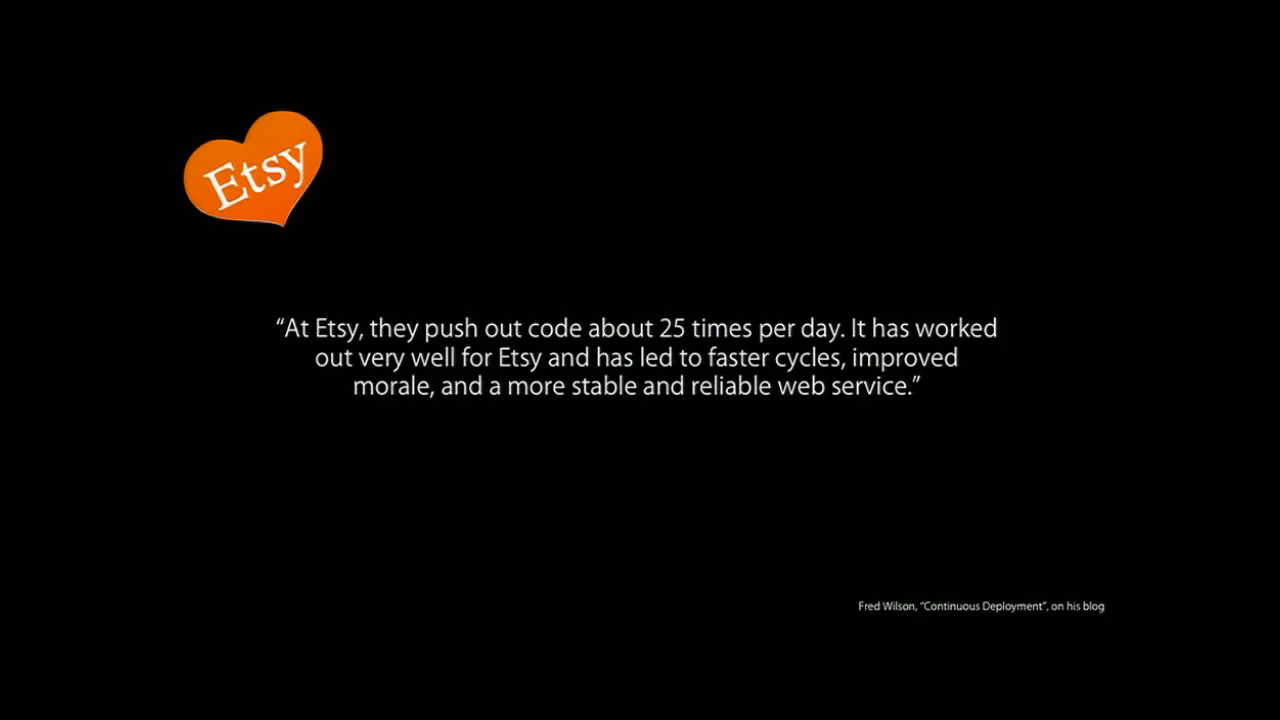 Etsy
“At Etsy, they push out code about 25 times per day. It has worked
out very well for Etsy and has led to faster cycles, improved
morale, and a more stable and reliable web service.”
Fred Wilson, “Continuous Deployment”, on his blog